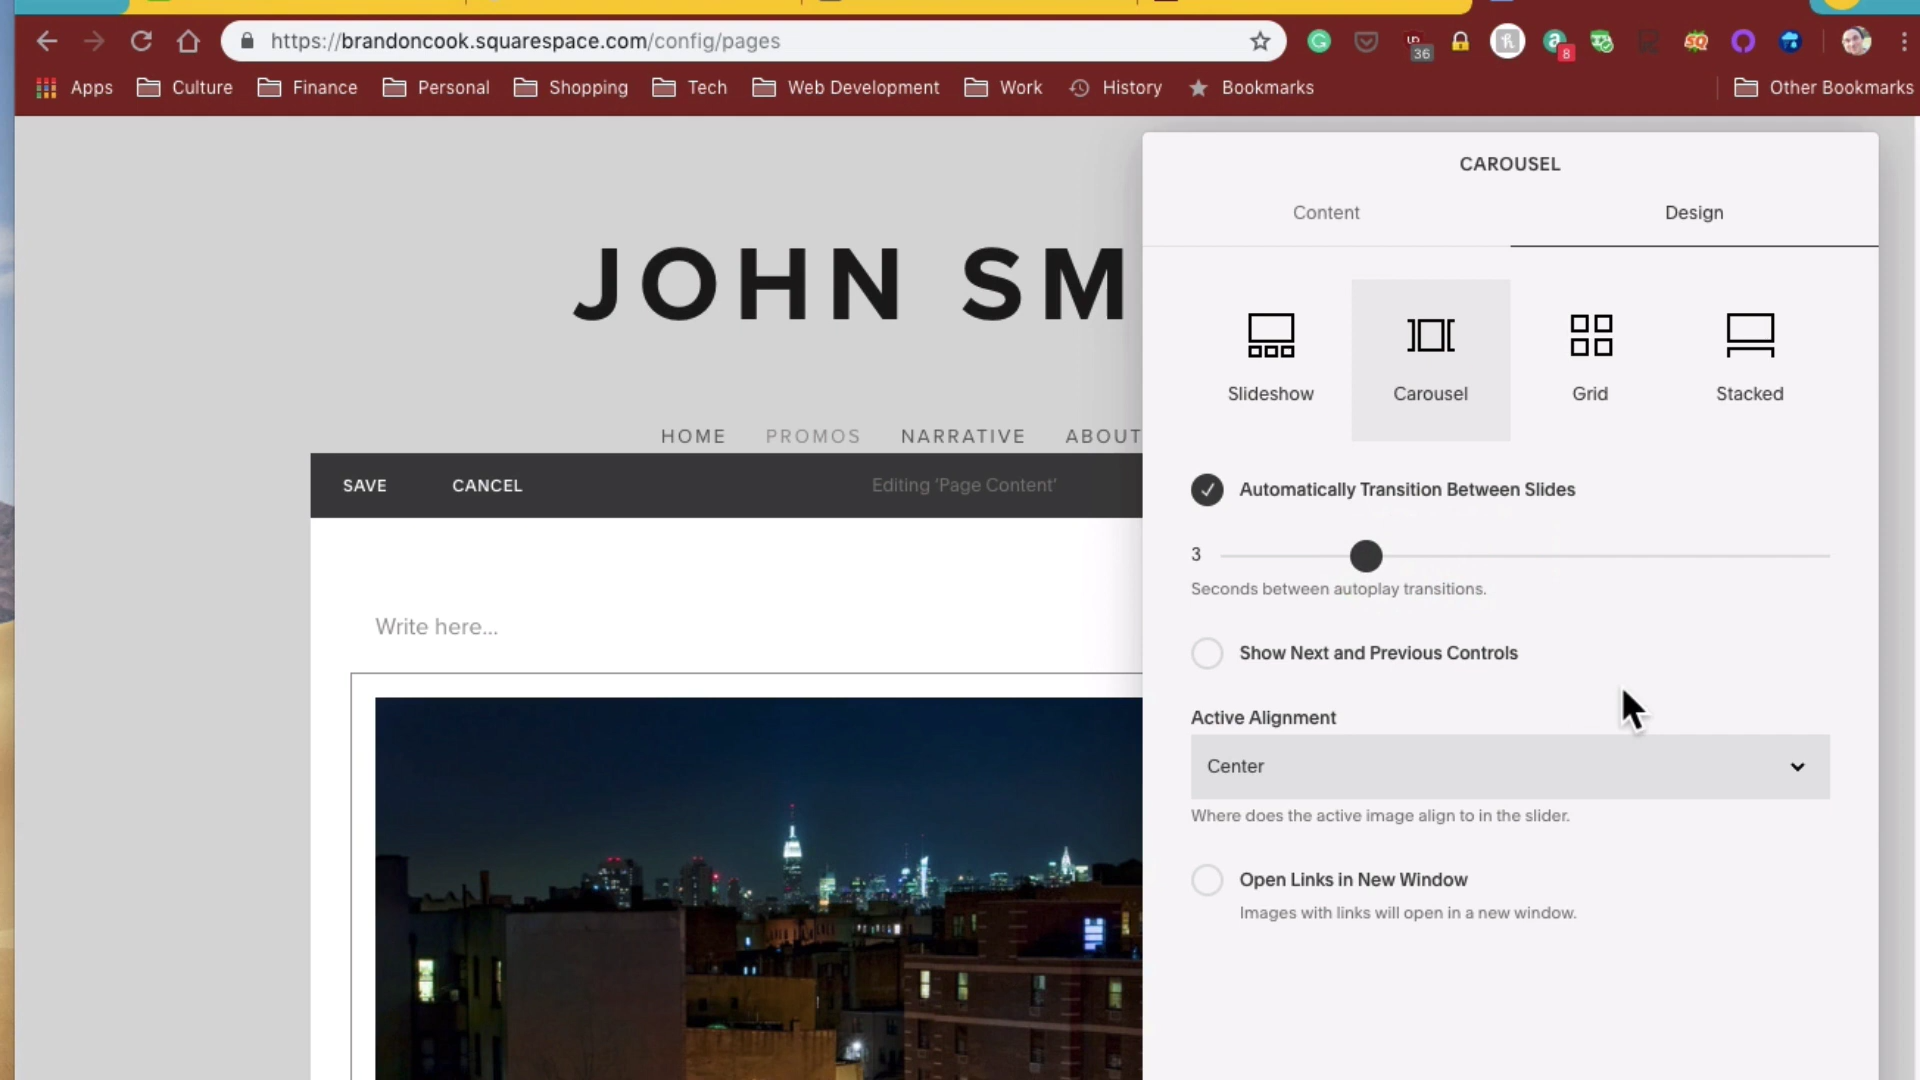 https://brandoncook.squarespace.com/config/pages
36
8
Apps Culture Finance Personal Shopping Tech Web Development Work History Bookmarks Other Bookmarks
CAROUSEL
Content Design
JOHN SM
Slideshow Carousel Grid Stacked
HOME PROMOS NARRATIVE ABOUT
SAVE CANCEL Editing 'Page Content'
Automatically Transition Between Slides
3
Seconds between autoplay transitions.
Write here...
Show Next and Previous Controls
Active Alignment
Center
Where does the active image align to in the slider.
Open Links in New Window
Images with links will open in a new window.